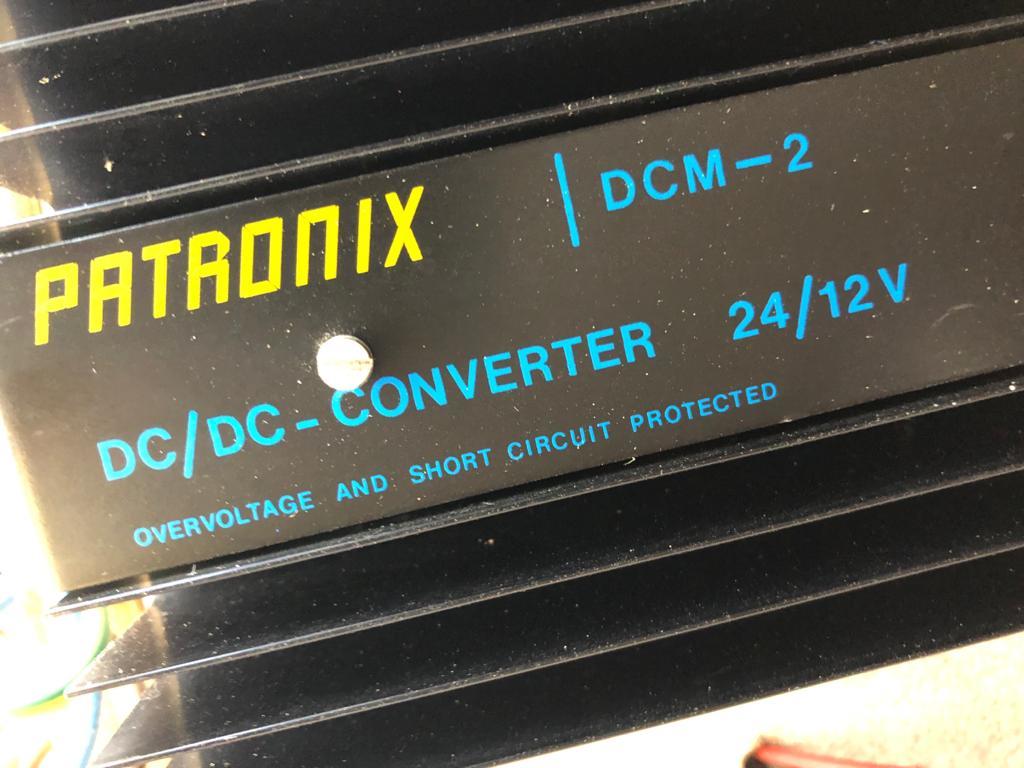 PATRONIX | DCM-2
DC/DC-CONVERTER 24/12V
OVERVOLTAGE AND SHORT CIRCUIT PROTECTED